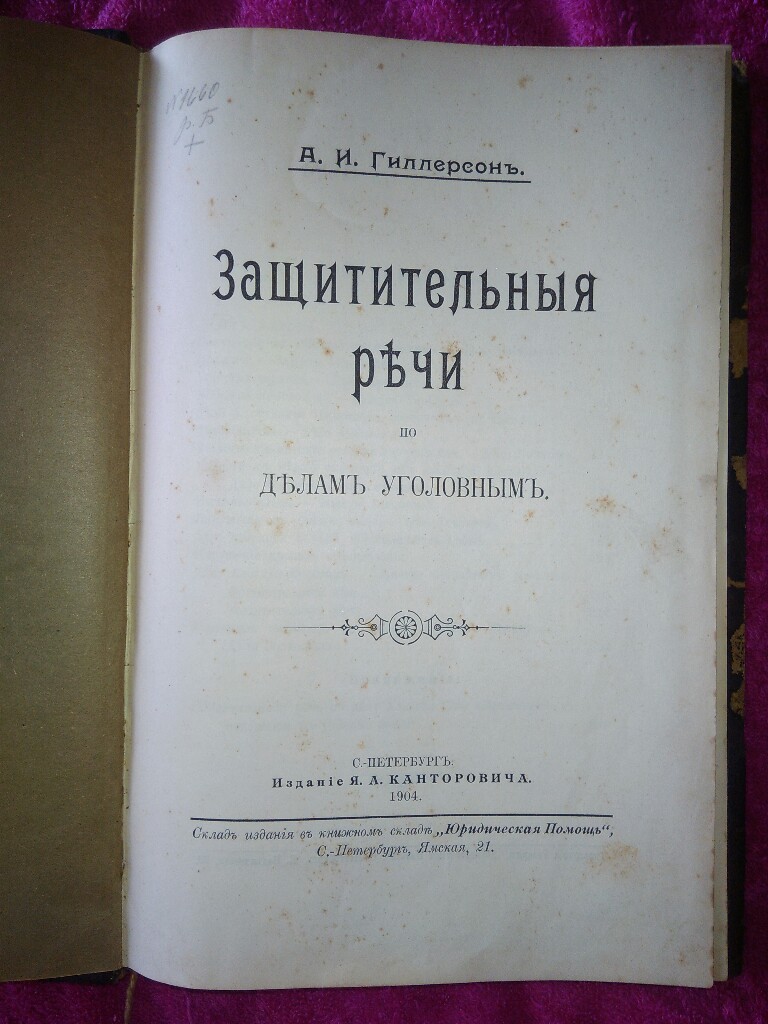 №1660
А. И. Гиллерсонъ.
Защитительныя
рѣчи
по
ДѢЛАМЪ УГОЛОВНЫМЪ.
С.-ПЕТЕРБУРГЪ.
Изданіе Я. А. КАНТОРОВИЧА.
1904.
Складъ изданія въ книжномъ складѣ „Юридическая Помощь“,
С.-Петербургъ, Ямская, 21.